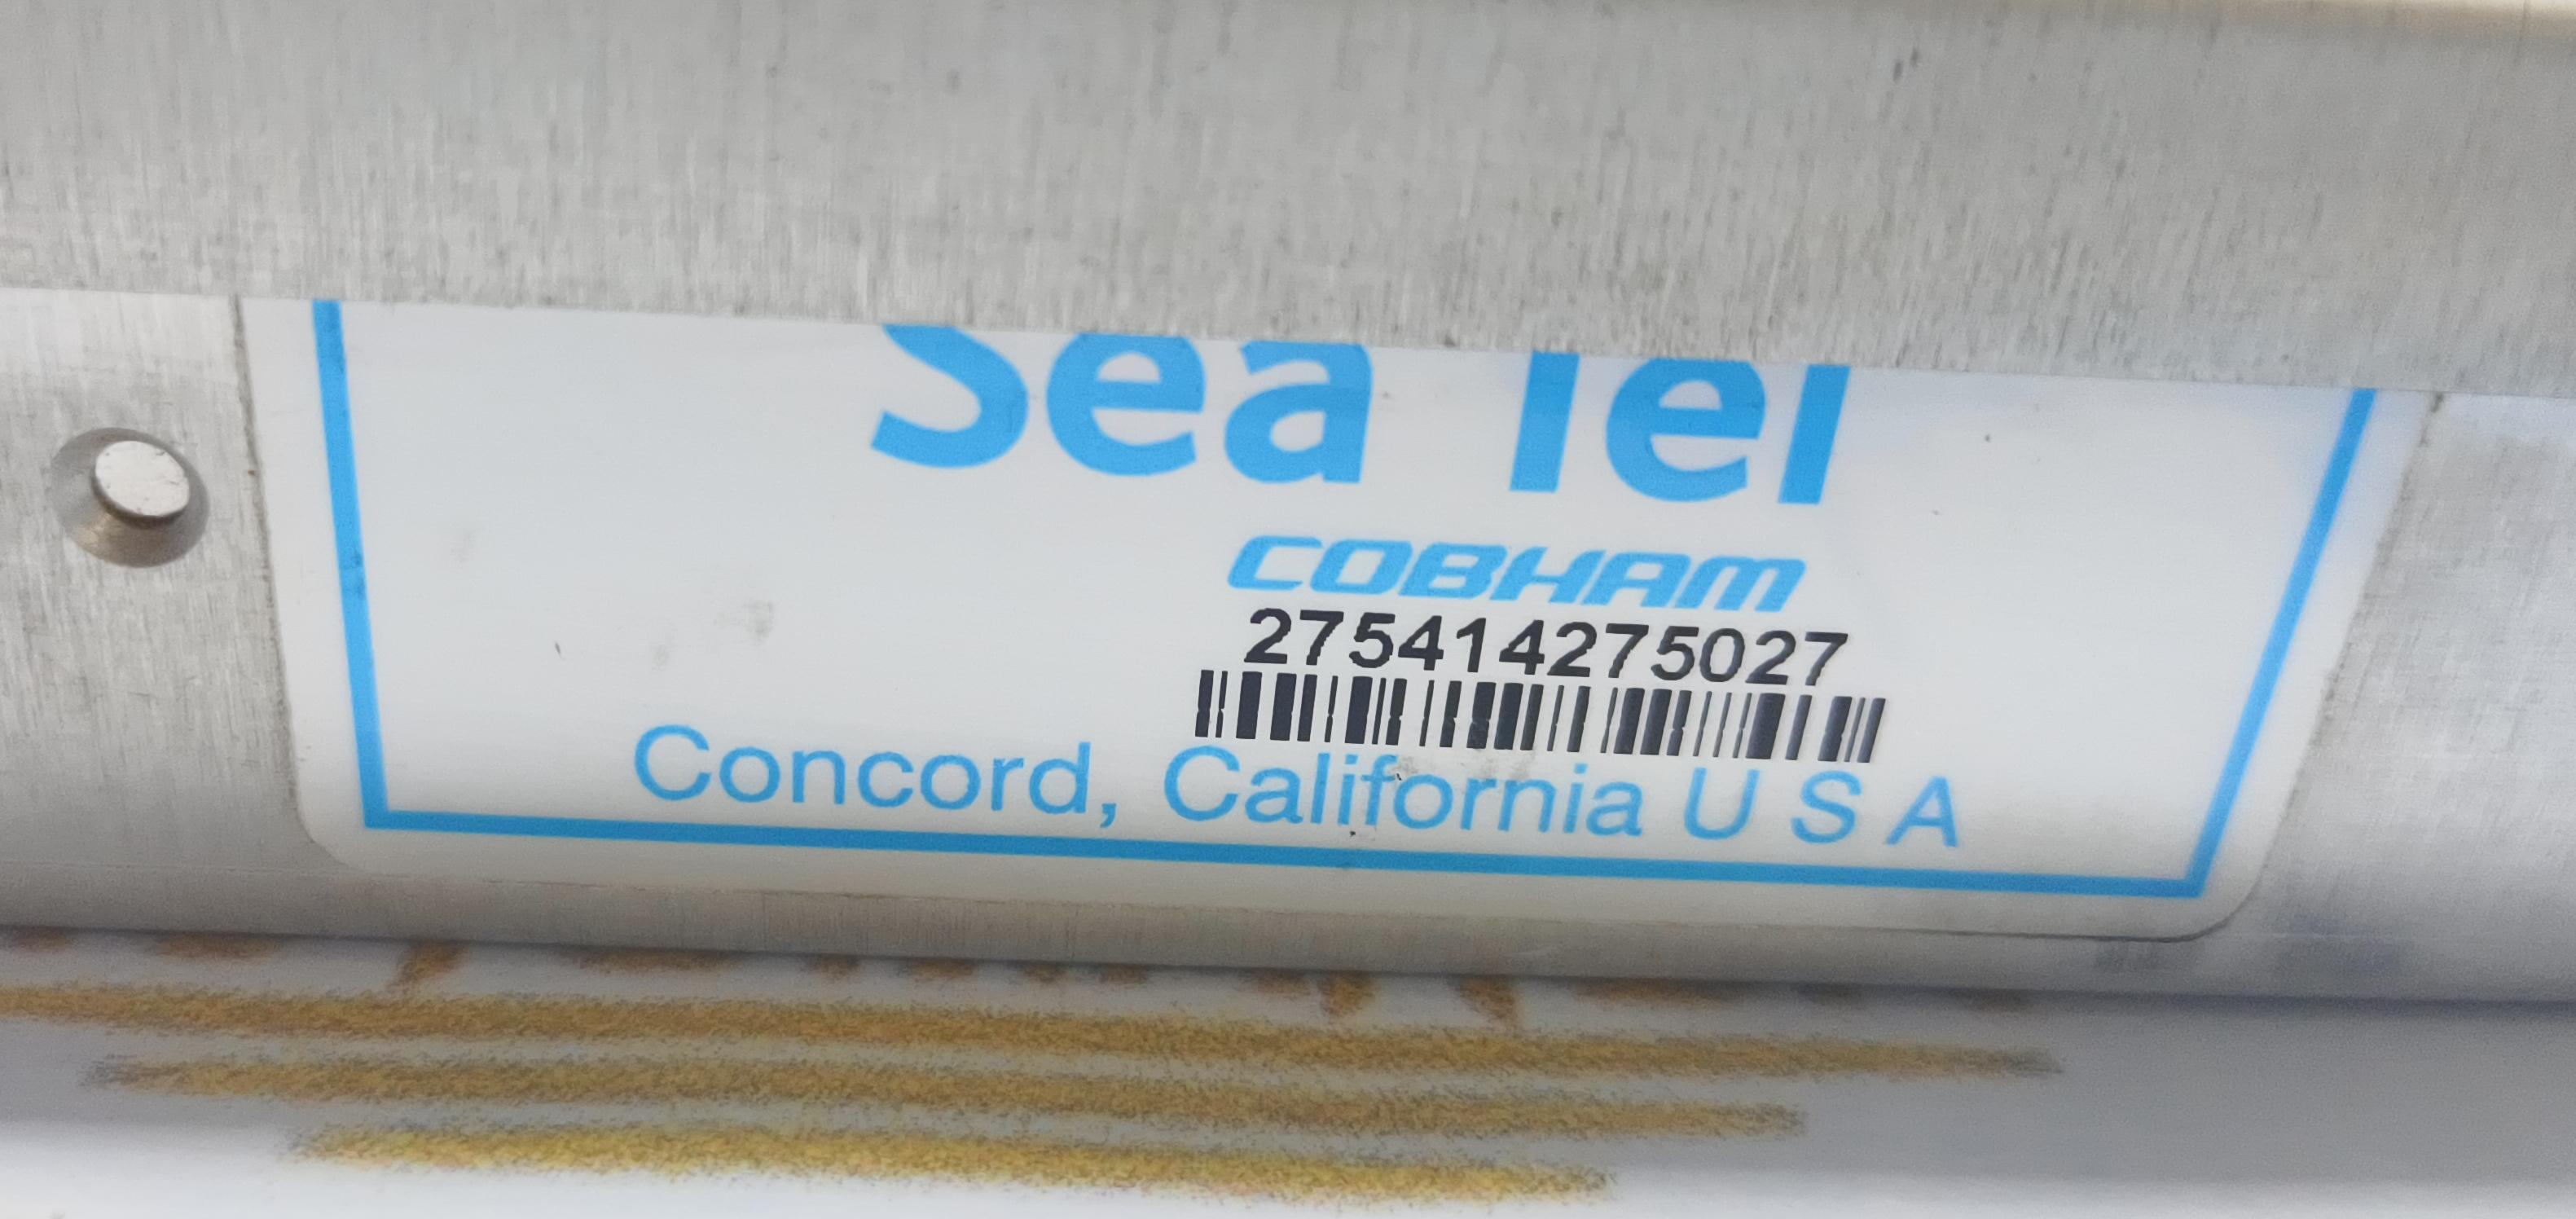 Sea Tel
COBHAM
275414275027
Concord, California U S A